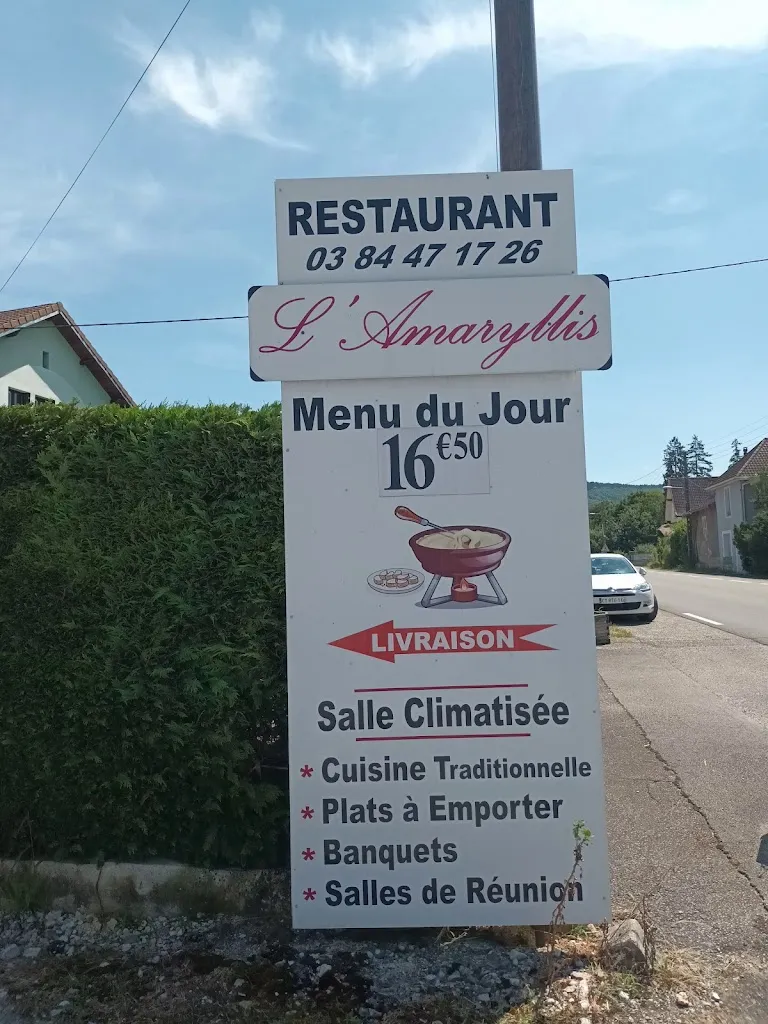 RESTAURANT
03 84 47 17 26
L'Amaryllis
Menu du Jour
16€50
LIVRAISON
Salle Climatisée
* Cuisine Traditionnelle
* Plats à Emporter
* Banquets
* Salles de Réunion